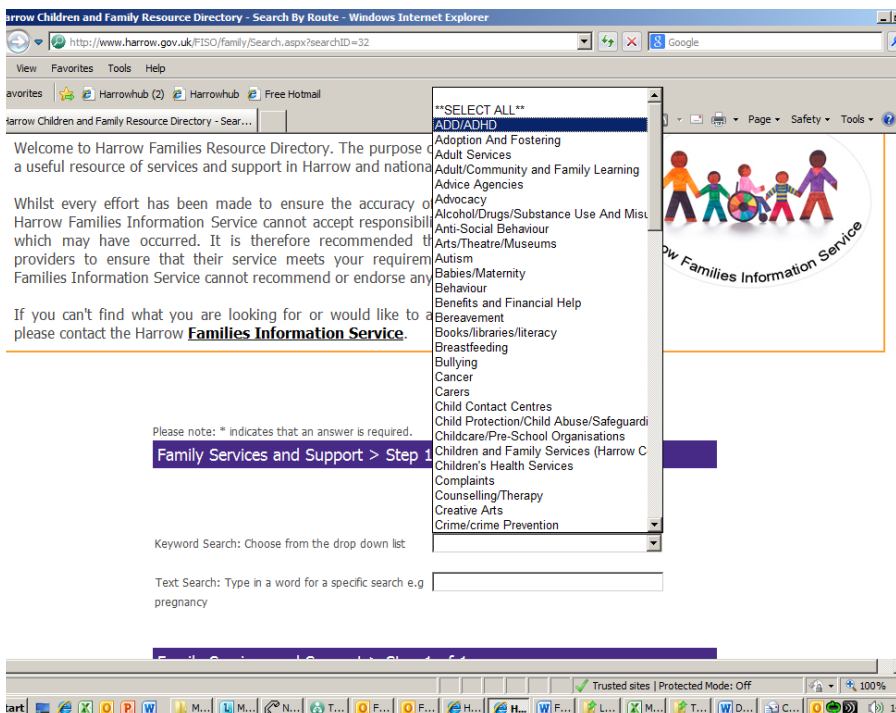 arrow Children and Family Resource Directory - Search By Route - Windows Internet Explorer
http://www.harrow.gov.uk/FISO/family/Search.aspx?searchID=32
Google
View Favorites Tools Help
avorites Harrowhub (2) Harrowhub Free Hotmail
Harrow Children and Family Resource Directory - Sear...
Page Safety Tools
Welcome to Harrow Families Resource Directory. The purpose
a useful resource of services and support in Harrow and nationa
Whilst every effort has been made to ensure the accuracy of
Harrow Families Information Service cannot accept responsibili
which may have occurred. It is therefore recommended th
providers to ensure that their service meets your requirem
Families Information Service cannot recommend or endorse any
If you can't find what you are looking for or would like to a
please contact the Harrow Families Information Service.
ow Families Information Service
**SELECT ALL**
ADD/ADHD
Adoption And Fostering
Adult Services
Adult/Community and Family Learning
Advice Agencies
Advocacy
Alcohol/Drugs/Substance Use And Misu
Anti-Social Behaviour
Arts/Theatre/Museums
Autism
Babies/Maternity
Behaviour
Benefits and Financial Help
Bereavement
Books/libraries/literacy
Breastfeeding
Bullying
Cancer
Carers
Child Contact Centres
Child Protection/Child Abuse/Safeguardi
Childcare/Pre-School Organisations
Children and Family Services (Harrow C
Children's Health Services
Complaints
Counselling/Therapy
Creative Arts
Crime/crime Prevention
Please note: * indicates that an answer is required.
Family Services and Support > Step 1
Keyword Search: Choose from the drop down list
Text Search: Type in a word for a specific search e.g
pregnancy
Trusted sites | Protected Mode: Off
100%
tart M... M... N... T... F... F... H... H... F... L... M... T... D... C...